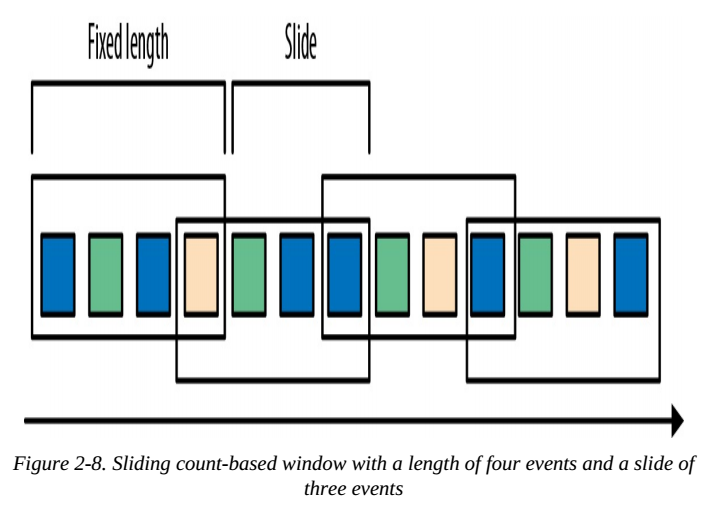 Fixed length
Slide
Figure 2-8. Sliding count-based window with a length of four events and a slide of
three events